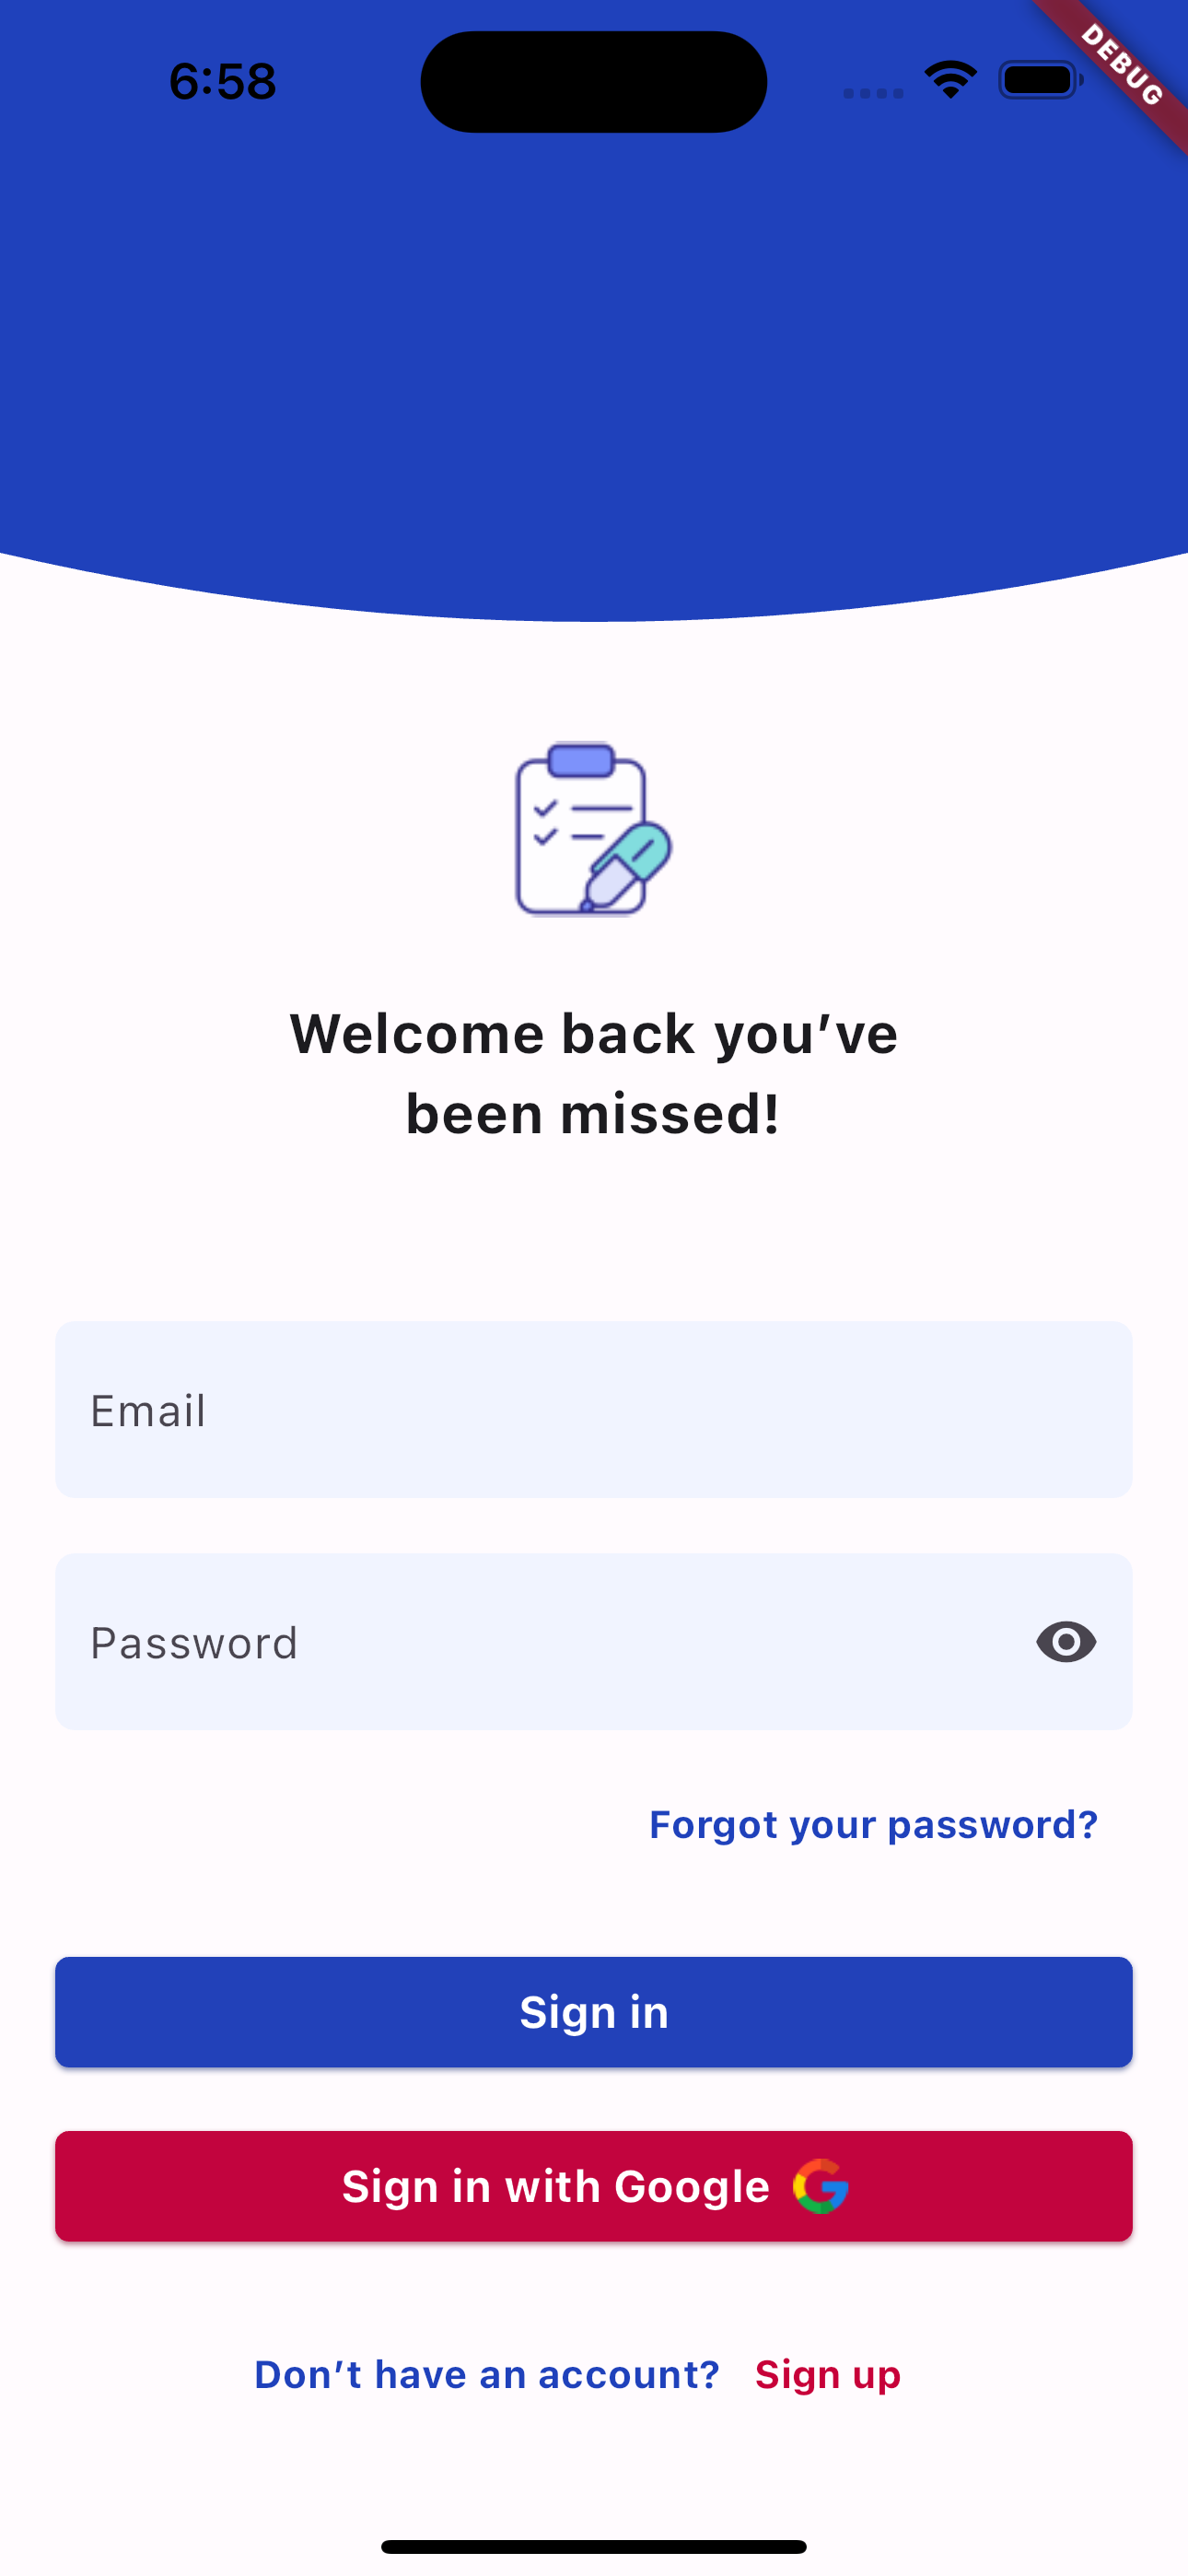 6:58
DEBUG
Welcome back you’ve
been missed!
Email
Password
Forgot your password?
Sign in
Sign in with Google
Don’t have an account? Sign up